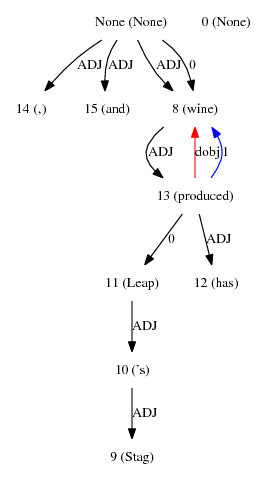 None (None) 0 (None)
ADJ ADJ ADJ 0
14 (,) 15 (and) 8 (wine)
ADJ dobj 1
13 (produced)
0 ADJ
11 (Leap) 12 (has)
ADJ
10 ('s)
ADJ
9 (Stag)